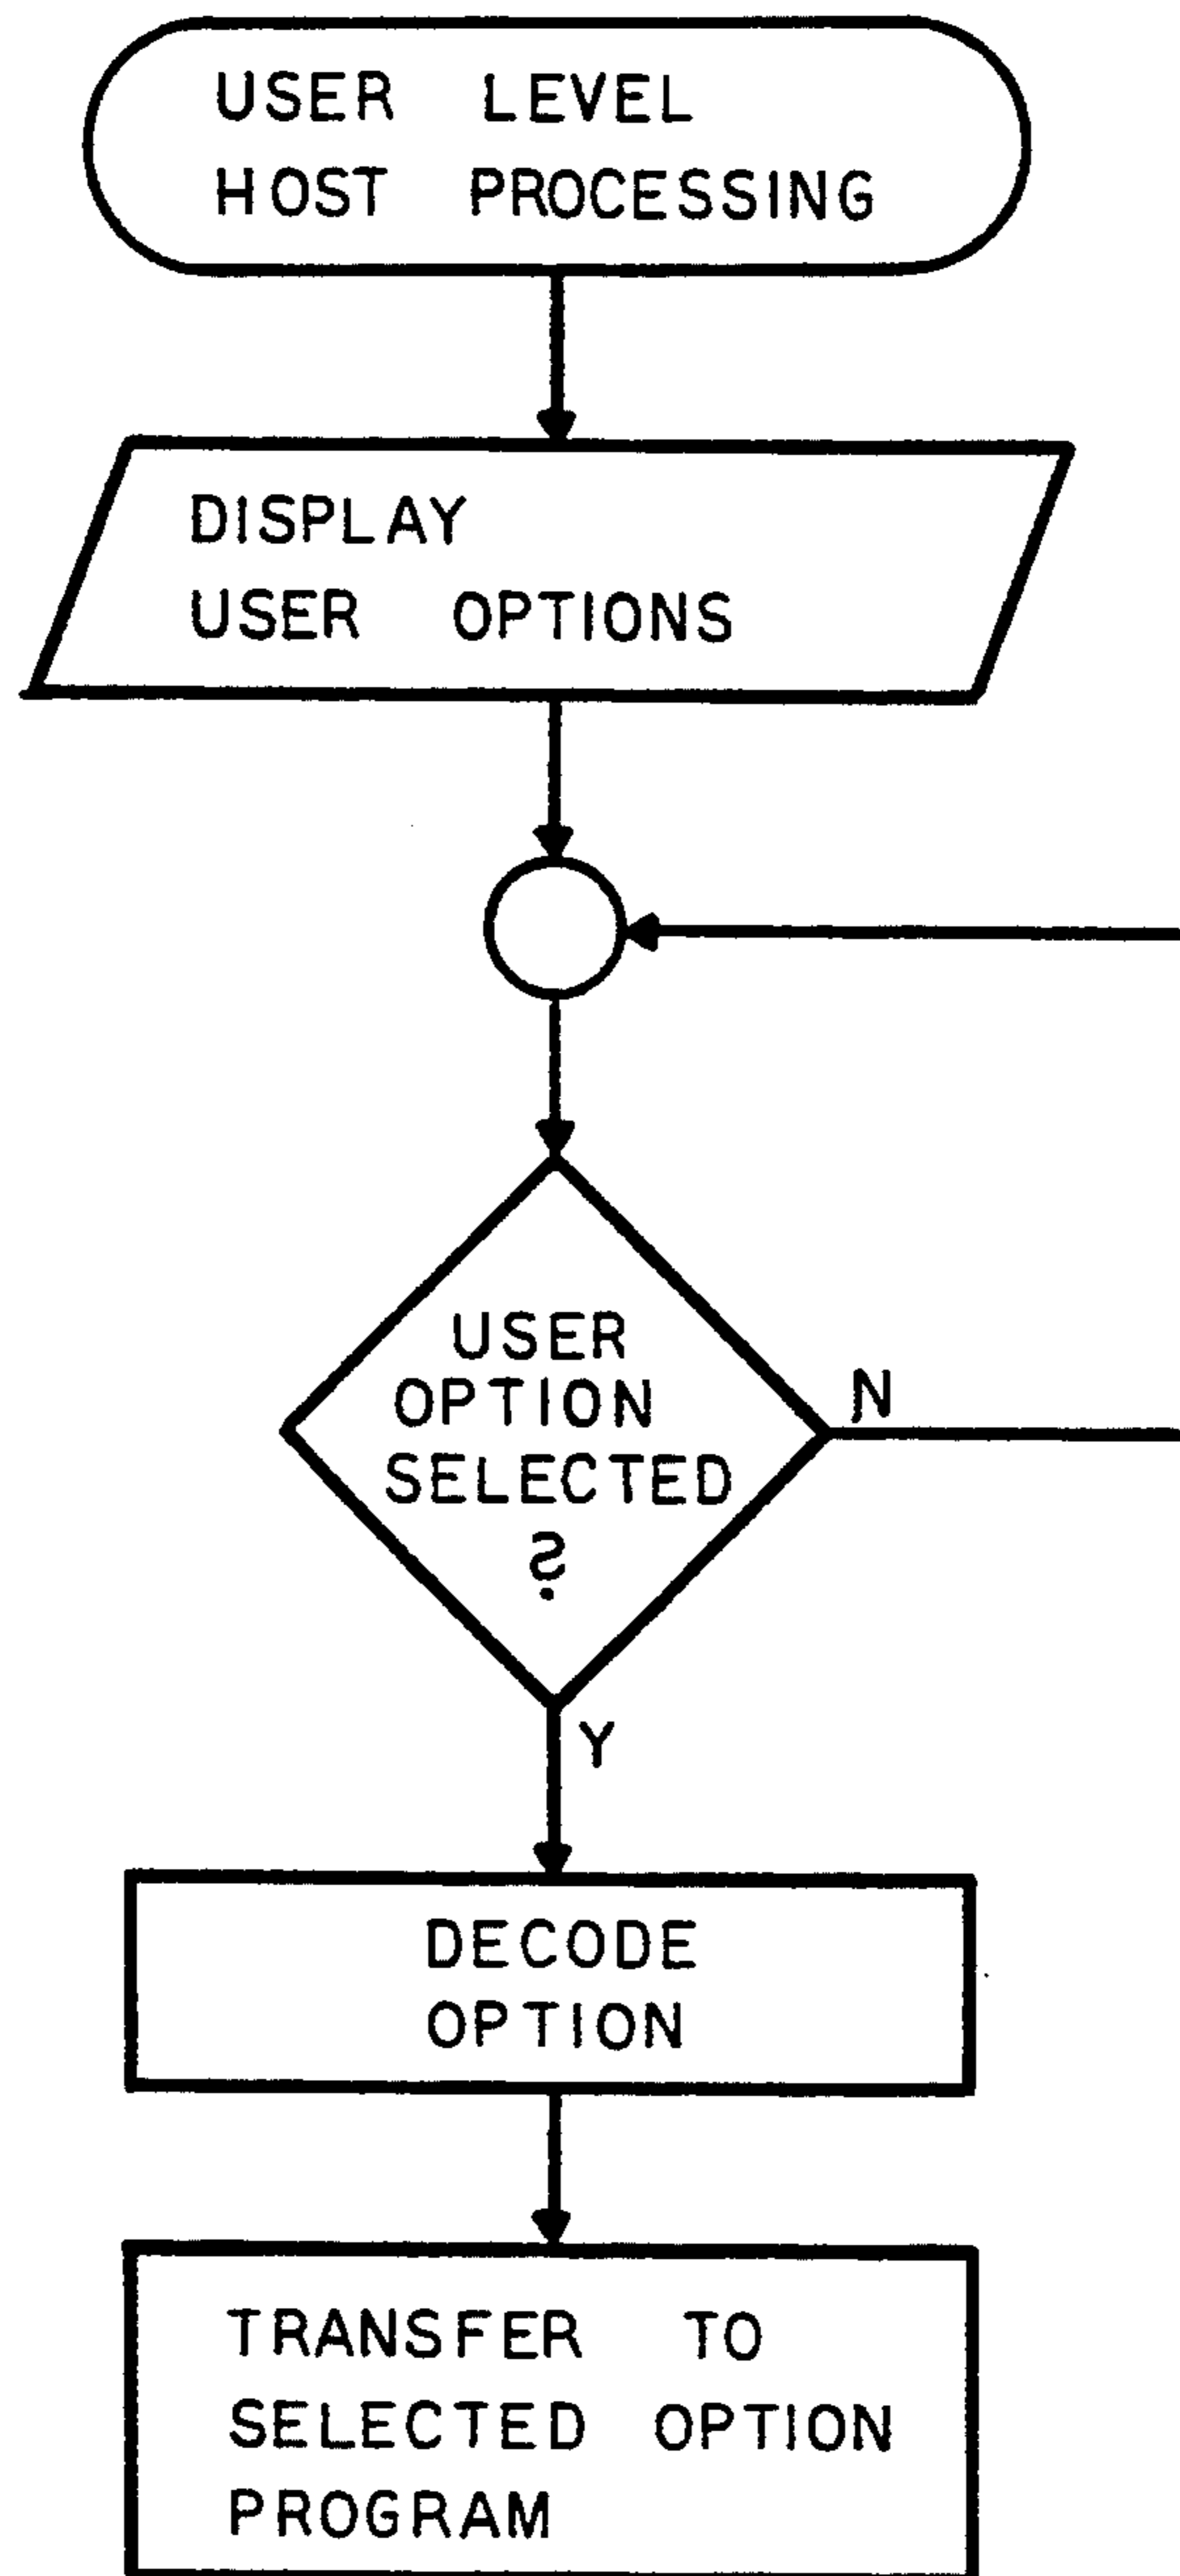 USER LEVEL
HOST PROCESSING
DISPLAY
USER OPTIONS
USER
OPTION
SELECTED
?
N
Y
DECODE
OPTION
TRANSFER TO
SELECTED OPTION
PROGRAM